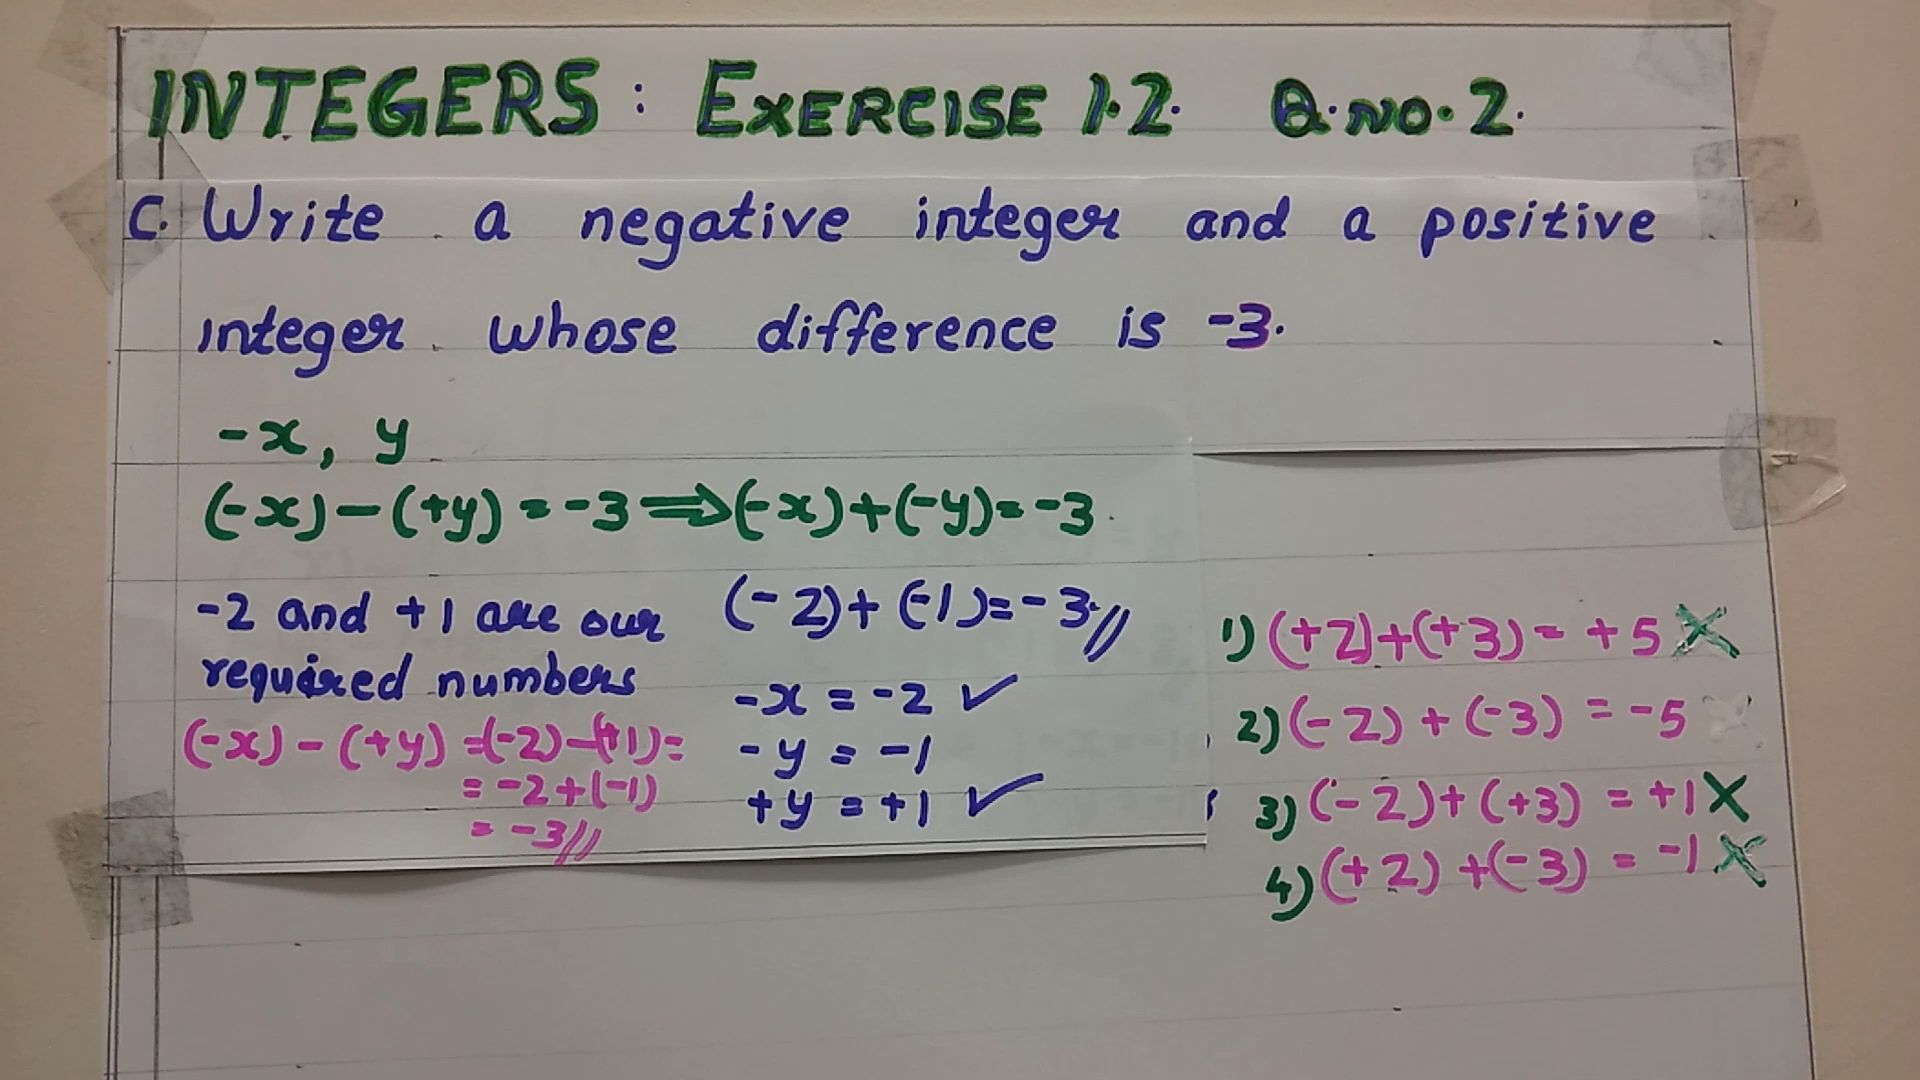 INTEGERS: EXERCISE 1.2. Q.NO.2.
C. Write a negative integer and a positive
integer whose difference is -3.
-x, y
(-x)-(+y) = -3 ⟹ (-x)+(-y) = -3
-2 and +1 are our
required numbers
(-x)-(+y) =(-2)-(+1)=
= -2+(-1)
= -3//
(-2)+(-1)=-3//
-x = -2 ✓
-y = -1
+y = +1 ✓
1) (+2)+(+3) = +5 X
2) (-2) + (-3) = -5
3) (-2)+(+3) = +1 X
4) (+2) +(-3) = -1 X